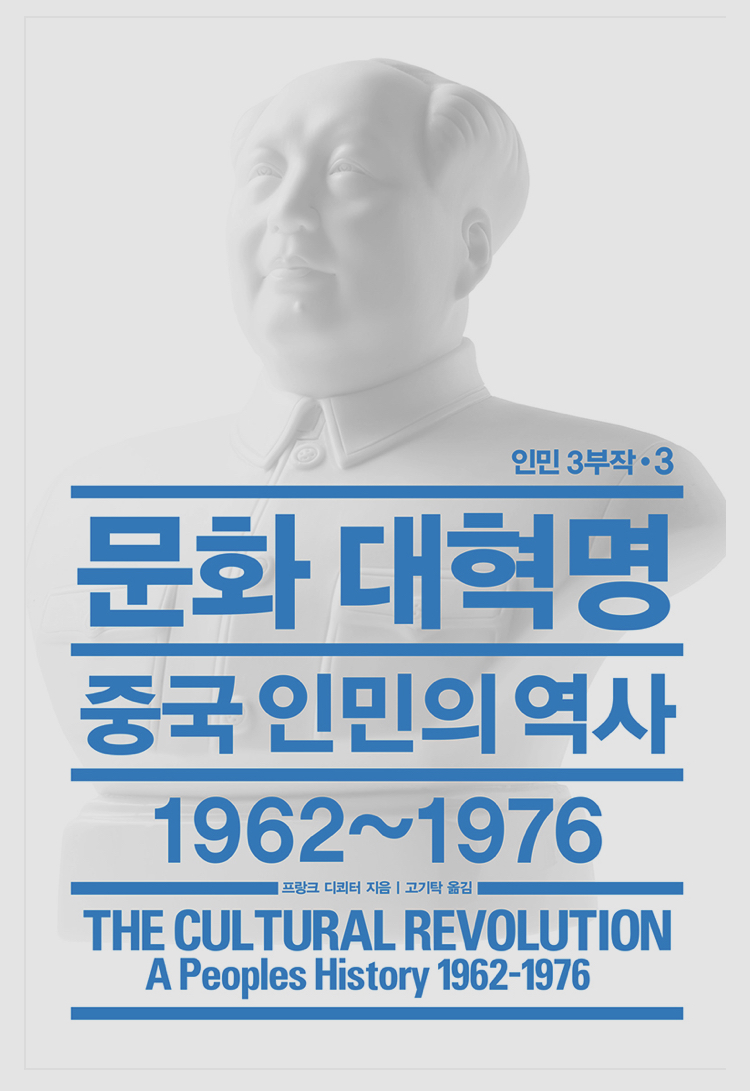 인민 3부작 • 3
문화 대혁명
중국 인민의 역사
1962~1976
프랑크 디쾨터 지음 | 고기탁 옮김
THE CULTURAL REVOLUTION
A Peoples History 1962-1976